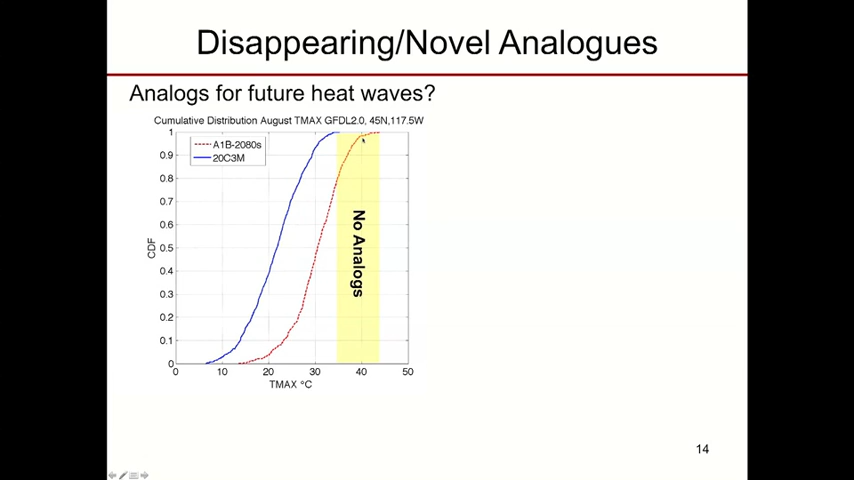 Disappearing/Novel Analogues
Analogs for future heat waves?
Cumulative Distribution August TMAX GFDL2.0, 45N,117.5W
A1B-2080s
20C3M
No Analogs
CDF
1
0.9
0.8
0.7
0.6
0.5
0.4
0.3
0.2
0.1
0
0 10 20 30 40 50
TMAX °C
14